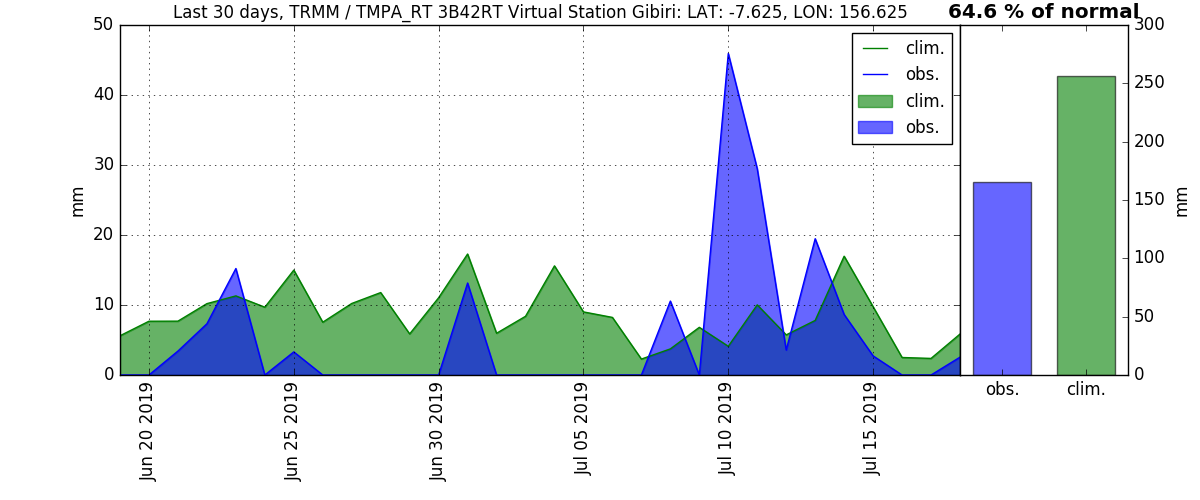 Last 30 days, TRMM / TMPA_RT 3B42RT Virtual Station Gibiri: LAT: -7.625, LON: 156.625
64.6 % of normal
50
40
30
20
10
0
mm
clim.
obs.
clim.
obs.
Jun 20 2019
Jun 25 2019
Jun 30 2019
Jul 05 2019
Jul 10 2019
Jul 15 2019
300
250
200
150
100
50
0
mm
obs.
clim.